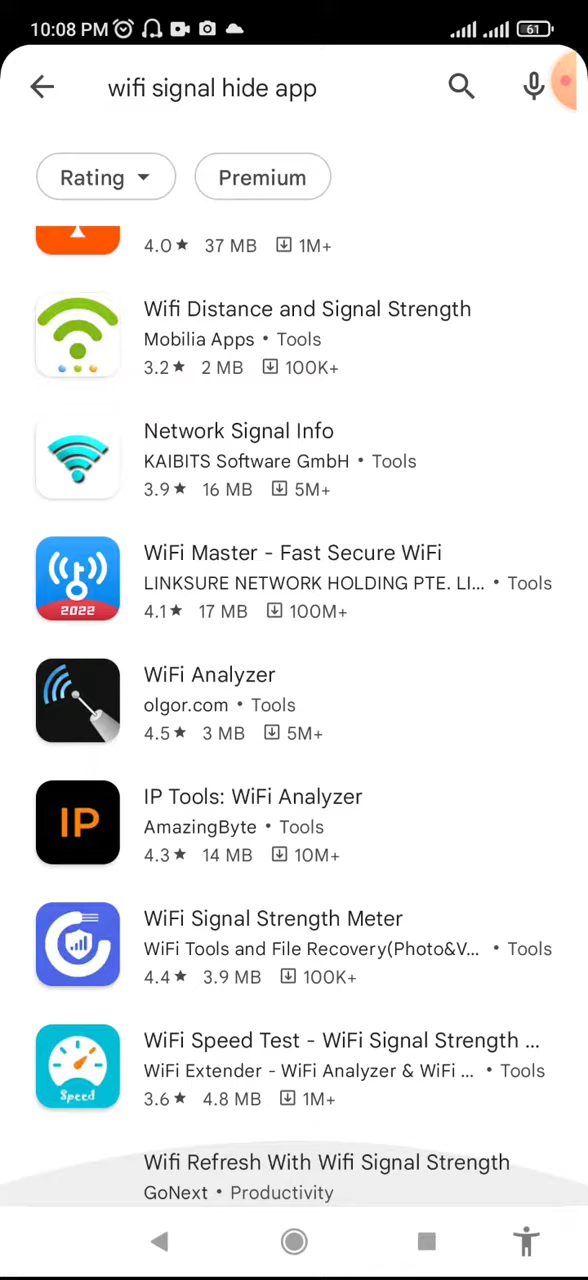 10:08 PM
61
wifi signal hide app
Rating
Premium
4.0★ 37 MB 1M+
Wifi Distance and Signal Strength
Mobilia Apps • Tools
3.2★ 2 MB 100K+
Network Signal Info
KAIBITS Software GmbH • Tools
3.9★ 16 MB 5M+
WiFi Master - Fast Secure WiFi
LINKSURE NETWORK HOLDING PTE. LI... • Tools
2022
4.1★ 17 MB 100M+
WiFi Analyzer
olgor.com • Tools
4.5★ 3 MB 5M+
IP Tools: WiFi Analyzer
IP
AmazingByte • Tools
4.3★ 14 MB 10M+
WiFi Signal Strength Meter
WiFi Tools and File Recovery(Photo&V... • Tools
4.4★ 3.9 MB 100K+
WiFi Speed Test - WiFi Signal Strength ...
WiFi Extender - WiFi Analyzer & WiFi ... • Tools
Speed
3.6★ 4.8 MB 1M+
Wifi Refresh With Wifi Signal Strength
GoNext • Productivity